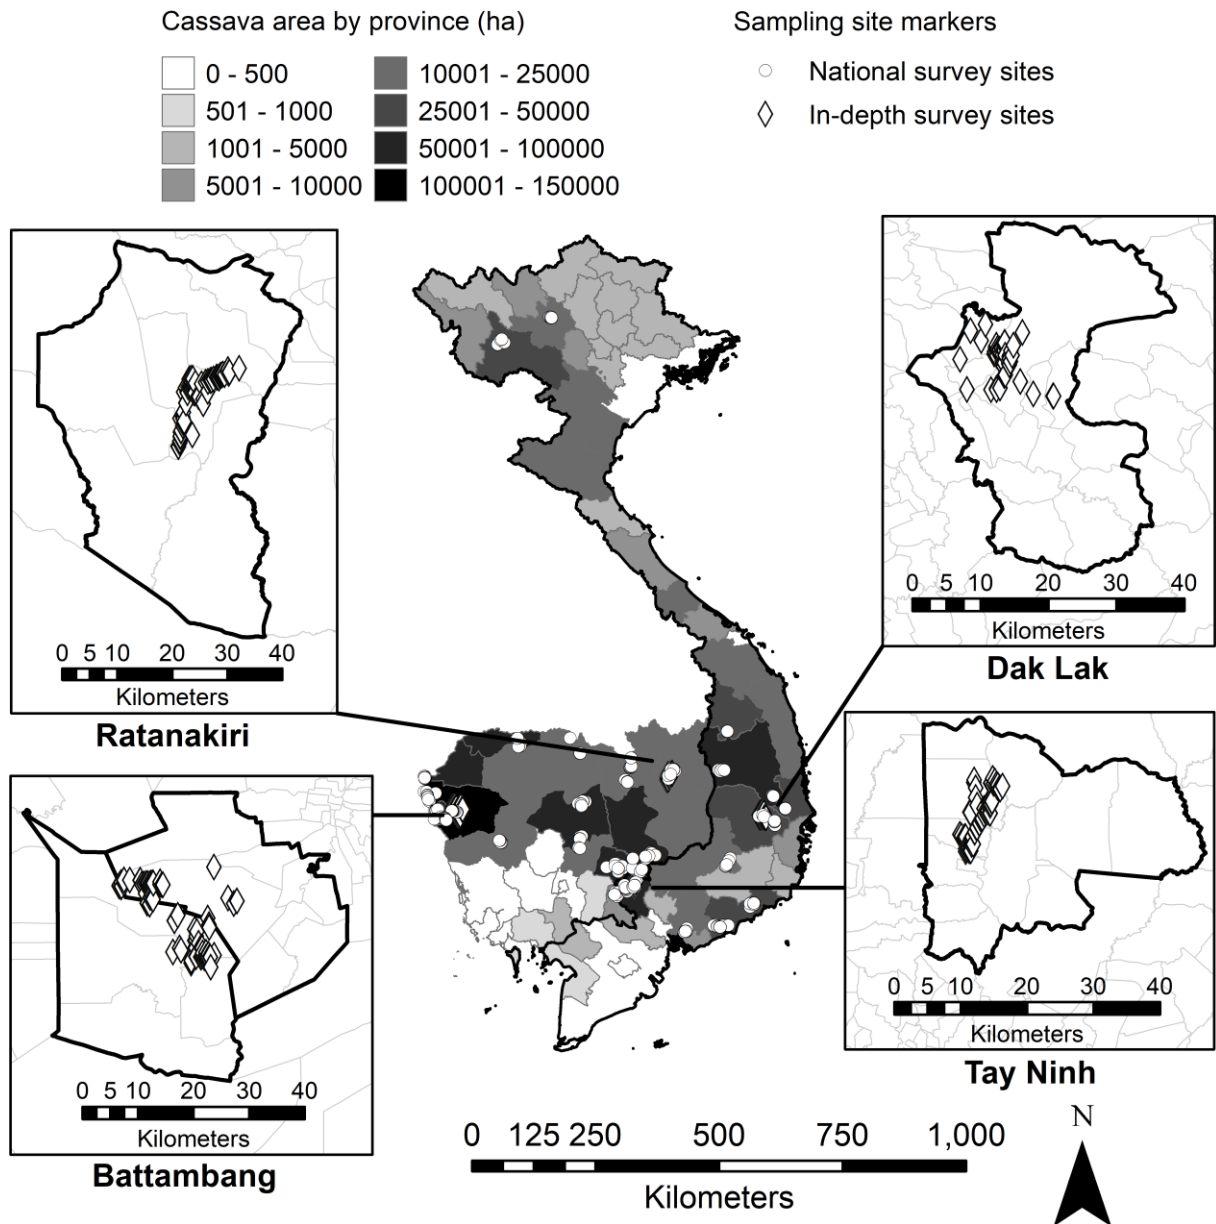 Cassava area by province (ha)
0 - 500
501 - 1000
1001 - 5000
5001 - 10000
10001 - 25000
25001 - 50000
50001 - 100000
100001 - 150000
Sampling site markers
National survey sites
In-depth survey sites
0 5 10 20 30 40
Kilometers
Ratanakiri
0 5 10 20 30 40
Kilometers
Dak Lak
0 5 10 20 30 40
Kilometers
Battambang
0 5 10 20 30 40
Kilometers
Tay Ninh
0 125 250 500 750 1,000
Kilometers
N